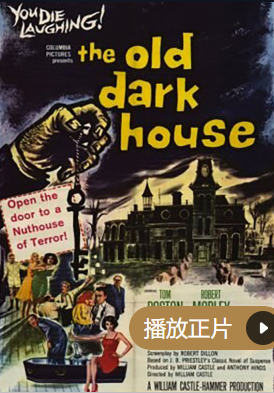 YOU DIE
LAUGHING!
COLUMBIA
PICTURES
presents
the old
dark
house
Open the
door to a
Nuthouse
of Terror!
TOM
ROBERT
POSTON
MORLEY
播放正片
Screenplay by ROBERT DILLON
Based on J. B. PRIESTLEY'S Classic Novel of Suspense
Produced by WILLIAM CASTLE and ANTHONY HINDS
Directed by WILLIAM CASTLE
A WILLIAM CASTLE-HAMMER PRODUCTION